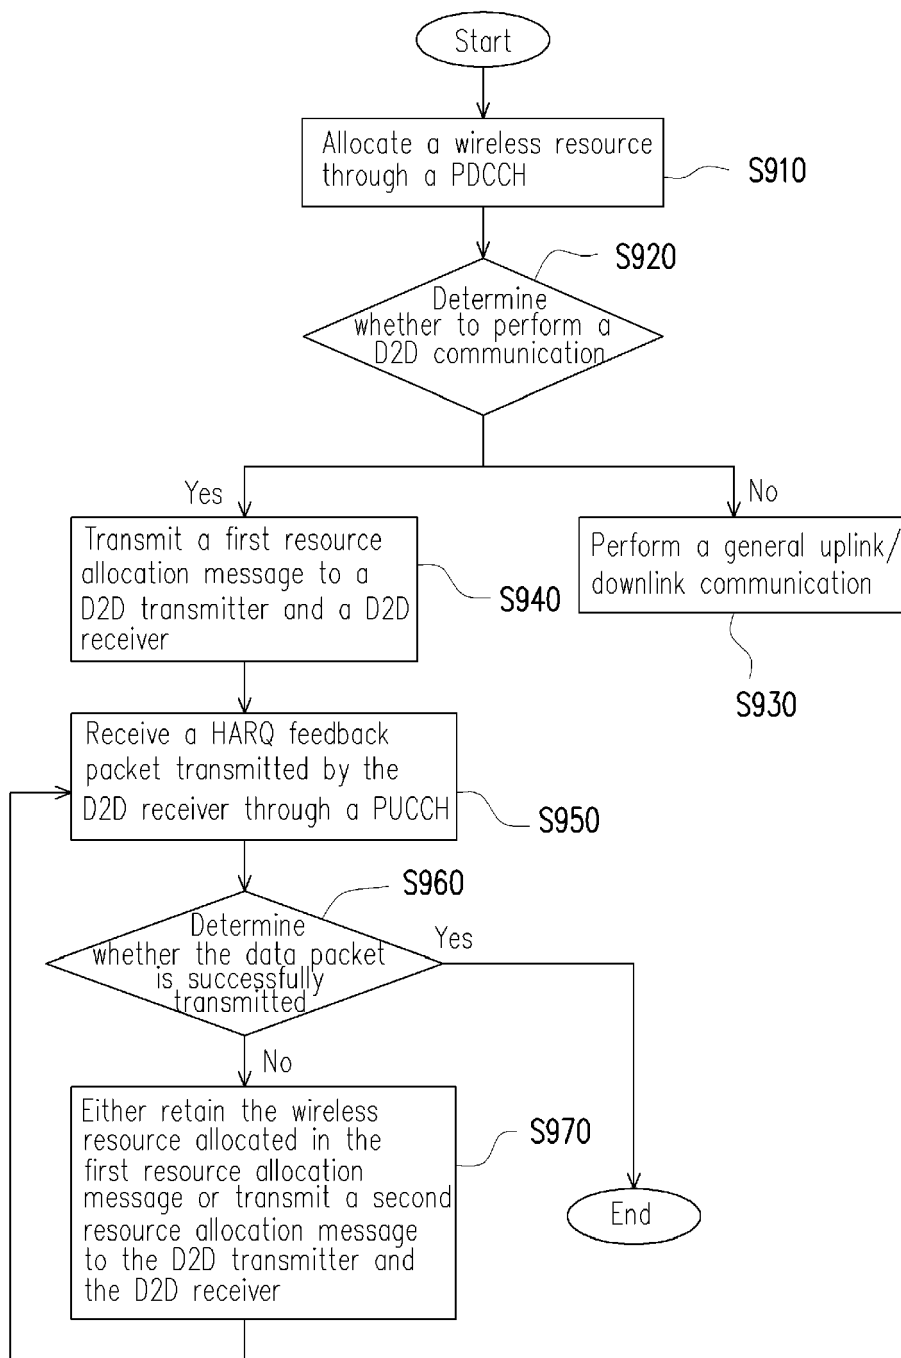 Start
Allocate a wireless resource
through a PDCCH
S910
S920
Determine
whether to perform a
D2D communication
Yes
No
Transmit a first resource
allocation message to a
D2D transmitter and a D2D
receiver
S940
Perform a general uplink/
downlink communication
S930
Receive a HARQ feedback
packet transmitted by the
D2D receiver through a PUCCH
S950
S960
Determine
whether the data packet
is successfully
transmitted
Yes
No
Either retain the wireless
resource allocated in the
first resource allocation
message or transmit a second
resource allocation message
to the D2D transmitter and
the D2D receiver
S970
End